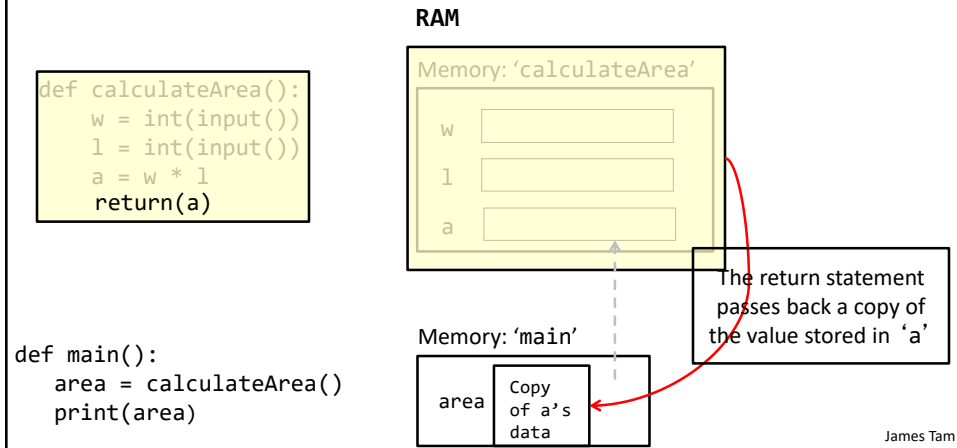 RAM
def calculateArea():
    w = int(input())
    l = int(input())
    a = w * l
    return(a)
Memory: ‘calculateArea’
w
l
a
The return statement
passes back a copy of
the value stored in ‘a’
def main():
   area = calculateArea()
   print(area)
Memory: ‘main’
area
Copy
of a’s
data
James Tam